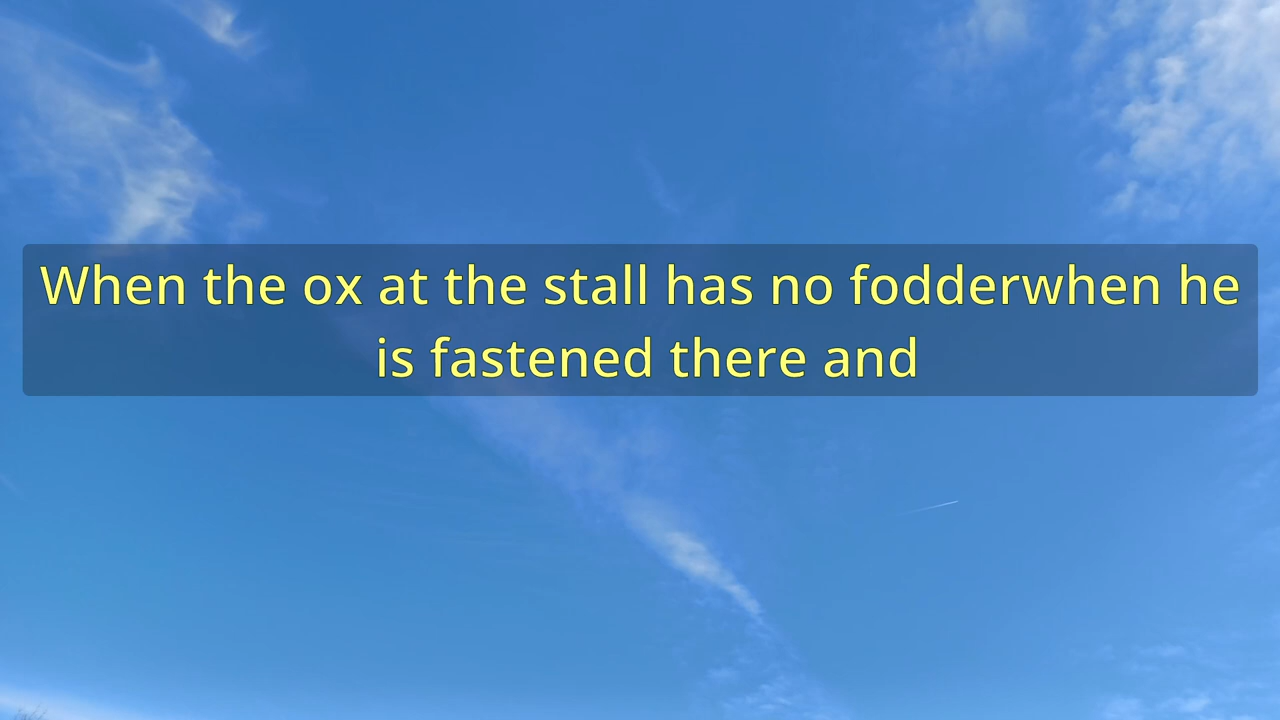 When the ox at the stall has no fodderwhen he
is fastened there and